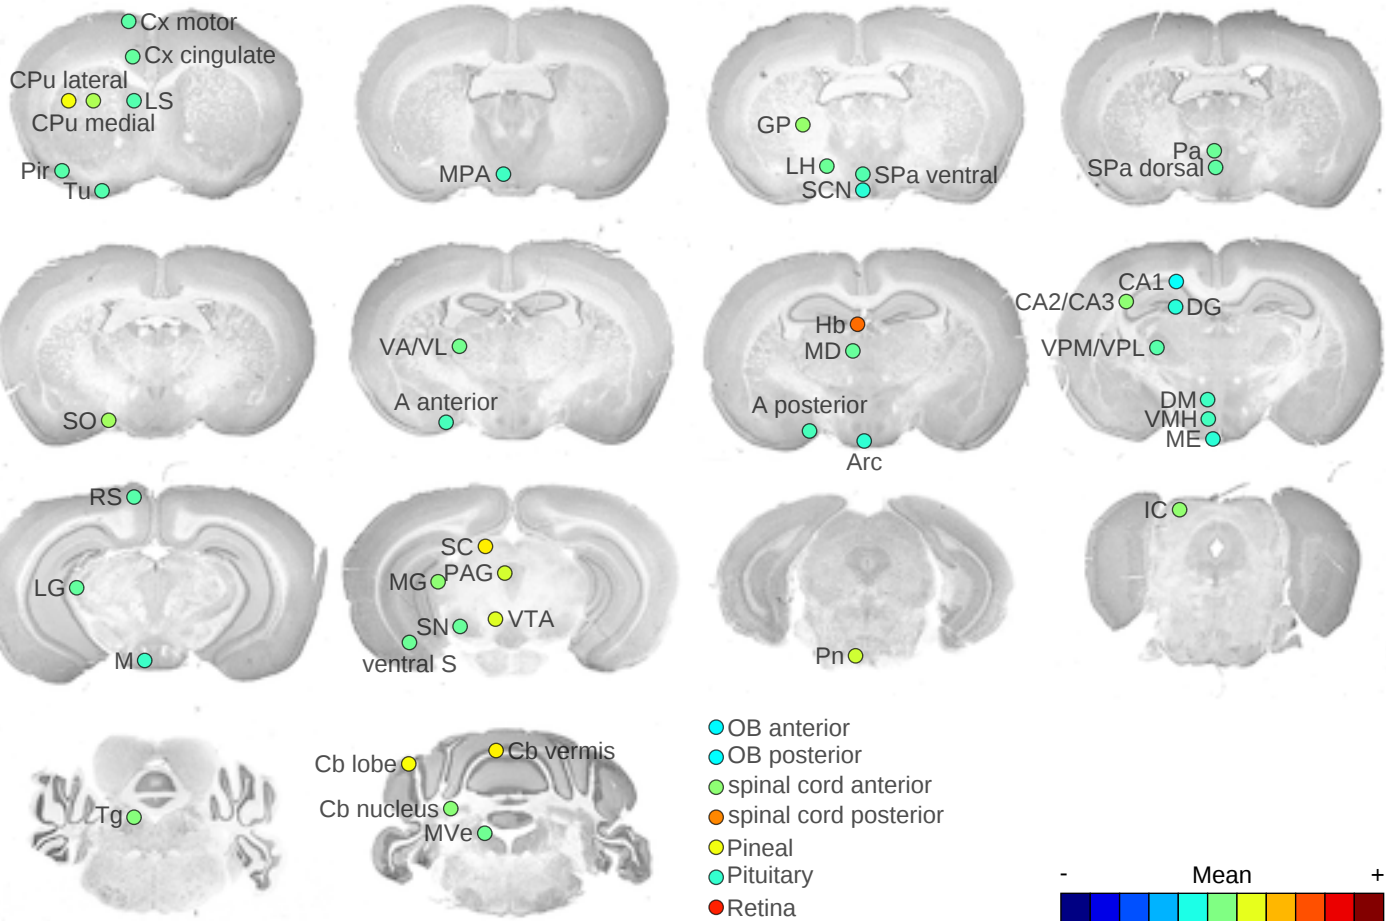 Cx motor
Cx cingulate
CPu lateral
LS
CPu medial
Pir
Tu
MPA
GP
LH
SPa ventral
SCN
Pa
SPa dorsal
SO
VA/VL
A anterior
Hb
MD
A posterior
Arc
CA1
CA2/CA3
DG
VPM/VPL
DM
VMH
ME
RS
LG
M
SC
PAG
MG
VTA
SN
ventral S
Pn
IC
Tg
Cb lobe
Cb vermis
Cb nucleus
MVe
OB anterior
OB posterior
spinal cord anterior
spinal cord posterior
Pineal
Pituitary
Retina
- Mean +